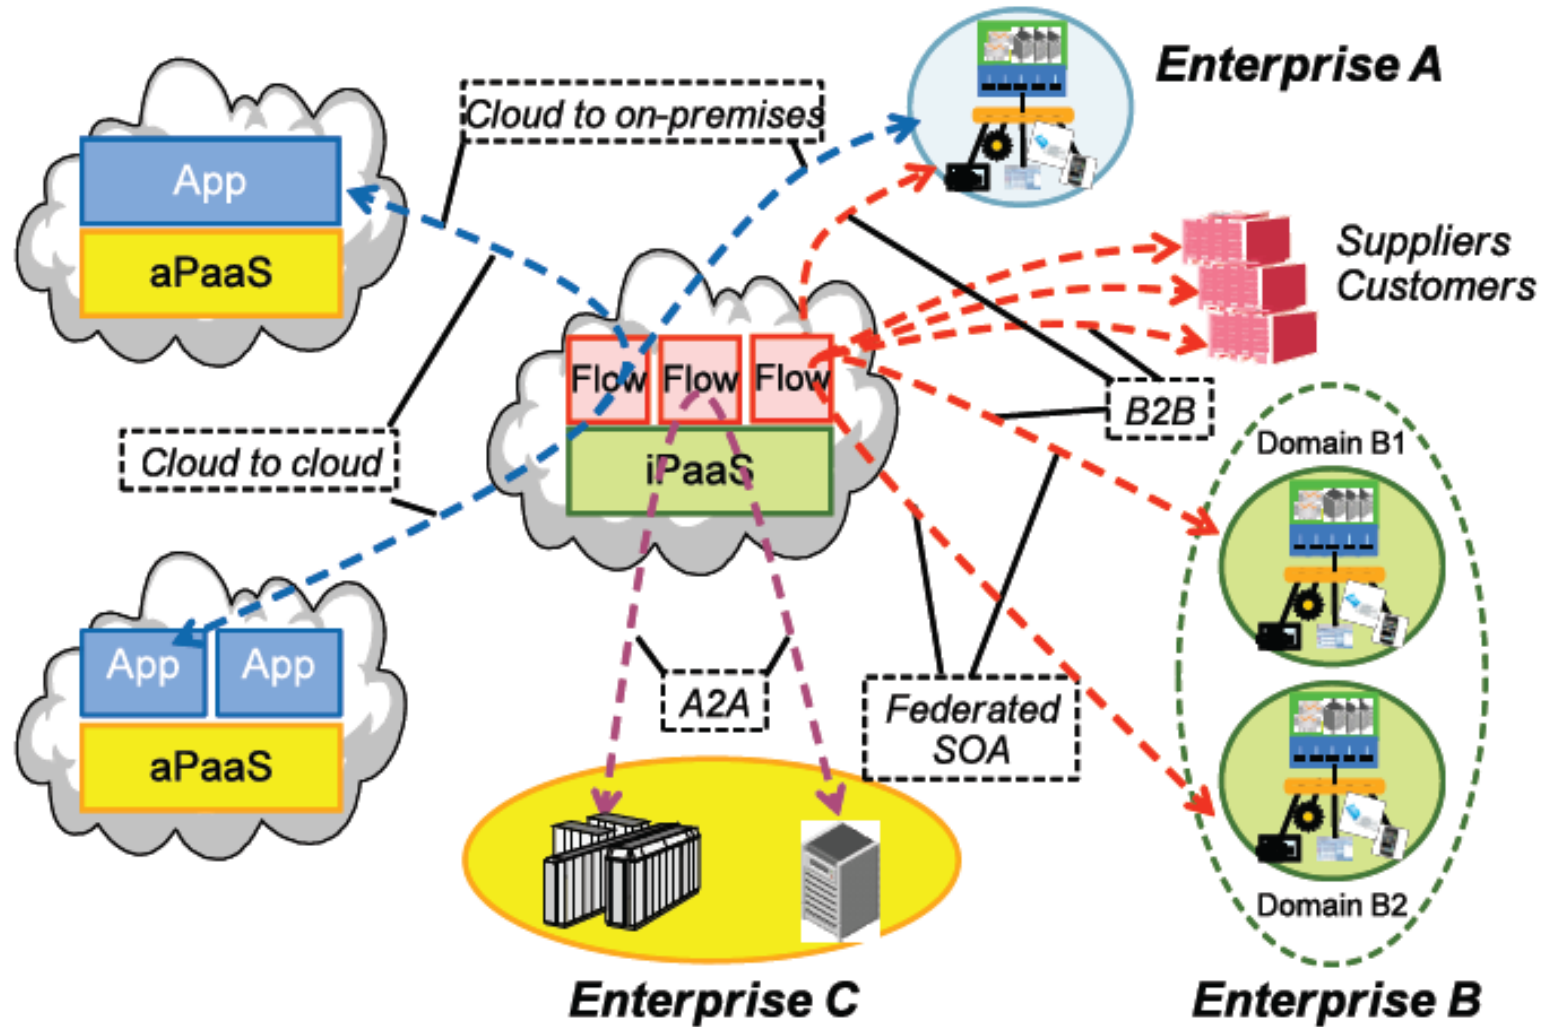 Enterprise A
Cloud to on-premises
App
aPaaS
Suppliers
Customers
Flow
Flow
Flow
iPaaS
B2B
Domain B1
Cloud to cloud
App
App
aPaaS
A2A
Federated
SOA
Domain B2
Enterprise C
Enterprise B